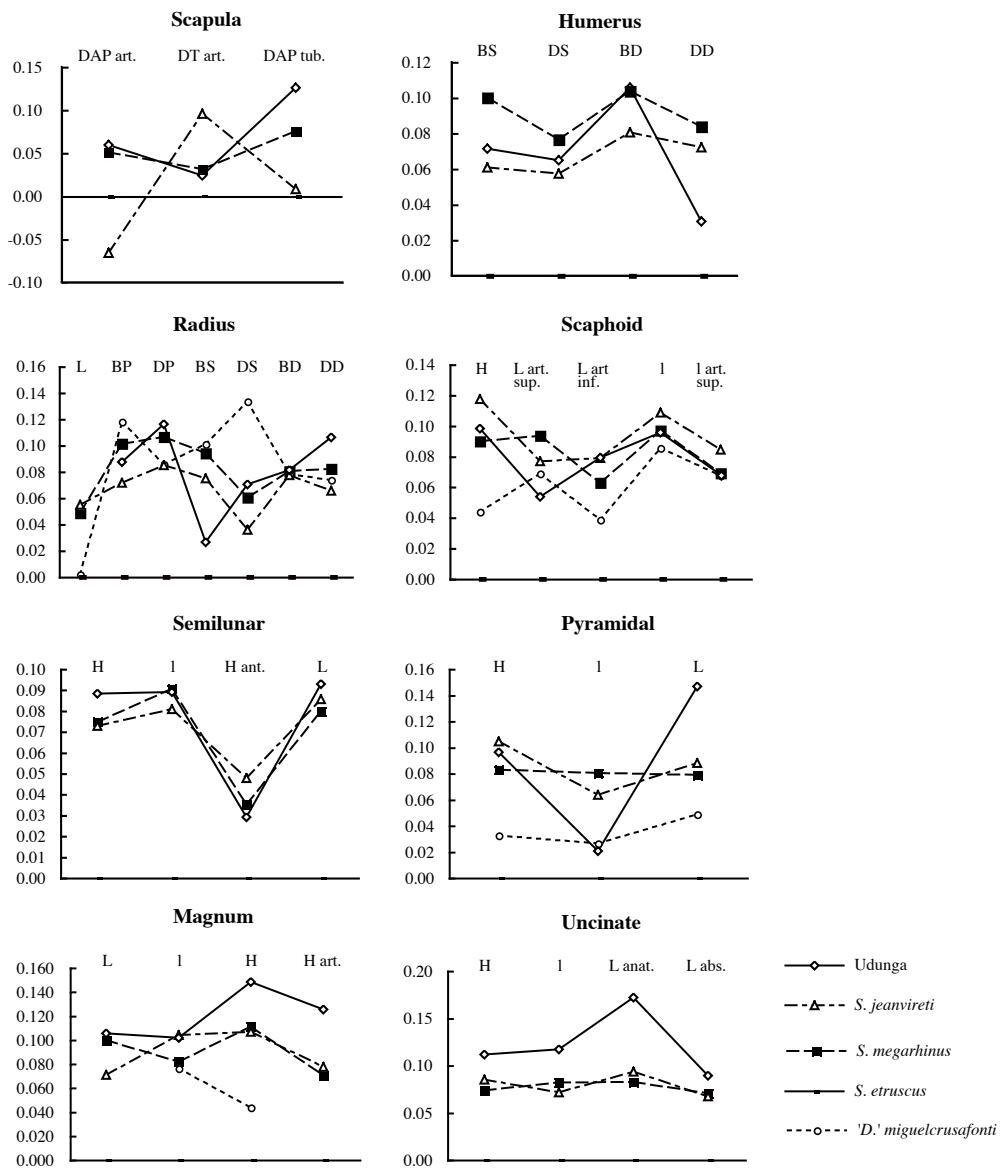 Scapula
DAP art. DT art. DAP tub.
0.15
0.10
0.05
0.00
-0.05
-0.10
Humerus
BS DS BD DD
0.12
0.10
0.08
0.06
0.04
0.02
0.00
Radius
L BP DP BS DS BD DD
0.16
0.14
0.12
0.10
0.08
0.06
0.04
0.02
0.00
Scaphoid
H L art. L art l l art.
sup. inf. sup.
0.14
0.12
0.10
0.08
0.06
0.04
0.02
0.00
Semilunar
H l H ant. L
0.10
0.09
0.08
0.07
0.06
0.05
0.04
0.03
0.02
0.01
0.00
Pyramidal
H l L
0.16
0.14
0.12
0.10
0.08
0.06
0.04
0.02
0.00
Magnum
L l H H art.
0.160
0.140
0.120
0.100
0.080
0.060
0.040
0.020
0.000
Uncinate
H l L anat. L abs.
0.20
0.15
0.10
0.05
0.00
Udunga
S. jeanvireti
S. megarhinus
S. etruscus
'D.' miguelcrusafonti